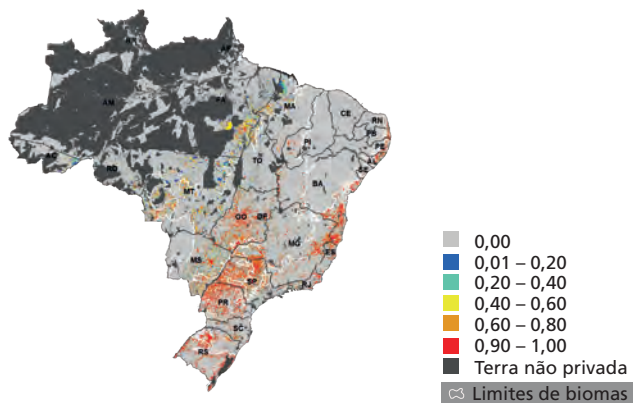 AP
AM
PA
MA
CE
RN
PB
PE
AL
SE
PI
AC
RO
TO
BA
MT
GO
DF
MG
ES
MS
SP
RJ
PR
SC
RS
0,00
0,01 – 0,20
0,20 – 0,40
0,40 – 0,60
0,60 – 0,80
0,90 – 1,00
Terra não privada
Limites de biomas